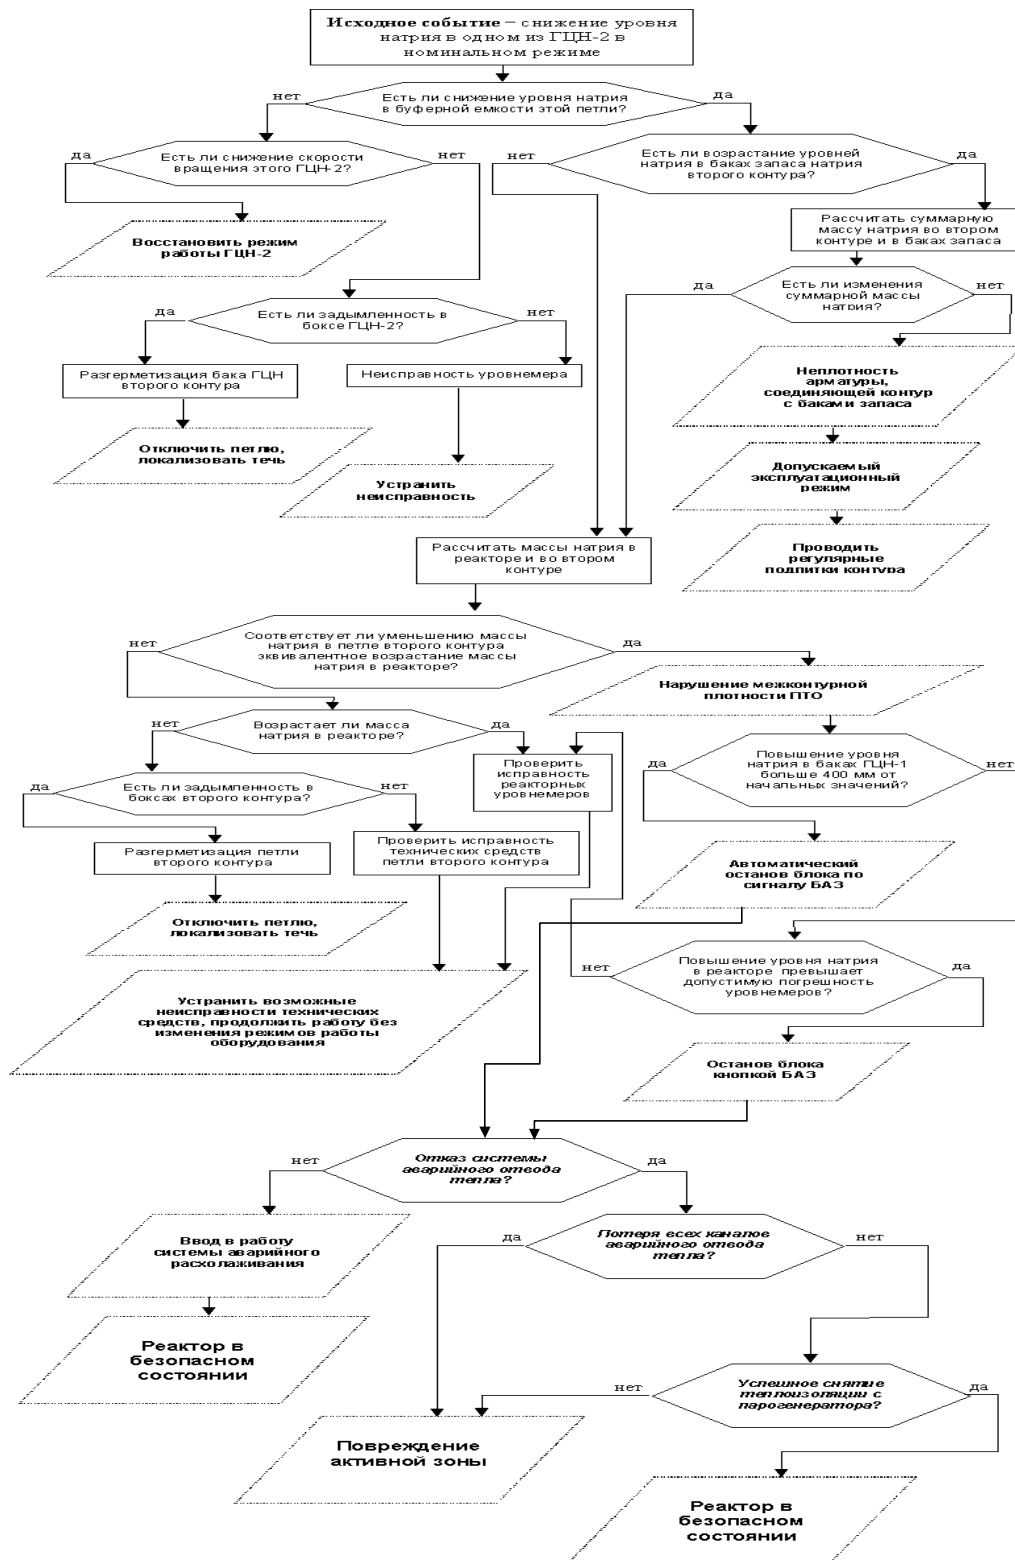 Исходное событие – снижение уровня
натрия в одном из ГЦН-2 в
номинальном режиме
нет
Есть ли снижение уровня натрия
в буферной емкости этой петли?
да
да
Есть ли снижение скорости
вращения этого ГЦН-2?
нет
нет
Есть ли возрастание уровней
натрия в баках запаса натрия
второго контура?
да
Восстановить режим
работы ГЦН-2
Рассчитать суммарную
массу натрия во втором
контуре и в баках запаса
да
Есть ли изменения
суммарной массы
натрия?
нет
да
Есть ли задымленность в
боксе ГЦН-2?
нет
Разгерметизация бака ГЦН
второго контура
Неисправность уровнемера
Неплотность
арматуры,
соединяющей контур
с баками запаса
Отключить петлю,
локализовать течь
Устранить
неисправность
Допускаемый
эксплуатационный
режим
Рассчитать массы натрия в
реакторе и во втором
контуре
Проводить
регулярные
подпитки контура
нет
Соответствует ли уменьшению массы
натрия в петле второго контура
эквивалентное возрастание массы
натрия в реакторе?
да
Нарушение межконтурной
плотности ПТО
нет
Возрастает ли масса
натрия в реакторе?
да
Проверить
исправность
реакторных
уровнемеров
да
Повышение уровня
натрия в баках ГЦН-1
больше 400 мм от
начальных значений?
нет
да
Есть ли задымленность в
боксах второго контура?
нет
Разгерметизация петли
второго контура
Проверить исправность
технических средств
петли второго контура
Автоматический
останов блока по
сигналу БАЗ
Отключить петлю,
локализовать течь
нет
Повышение уровня натрия
в реакторе превышает
допустимую погрешность
уровнемеров?
да
Устранить возможные
неисправности технических
средств, продолжить работу без
изменения режимов работы
оборудования
Останов блока
кнопкой БАЗ
нет
Отказ системы
аварийного отвода
тепла?
да
Ввод в работу
системы аварийного
расхолаживания
да
Потеря всех каналов
аварийного отвода
тепла?
нет
Реактор в
безопасном
состоянии
нет
Успешное снятие
теплоизоляции с
парогенератора?
да
Повреждение
активной зоны
Реактор в
безопасном
состоянии